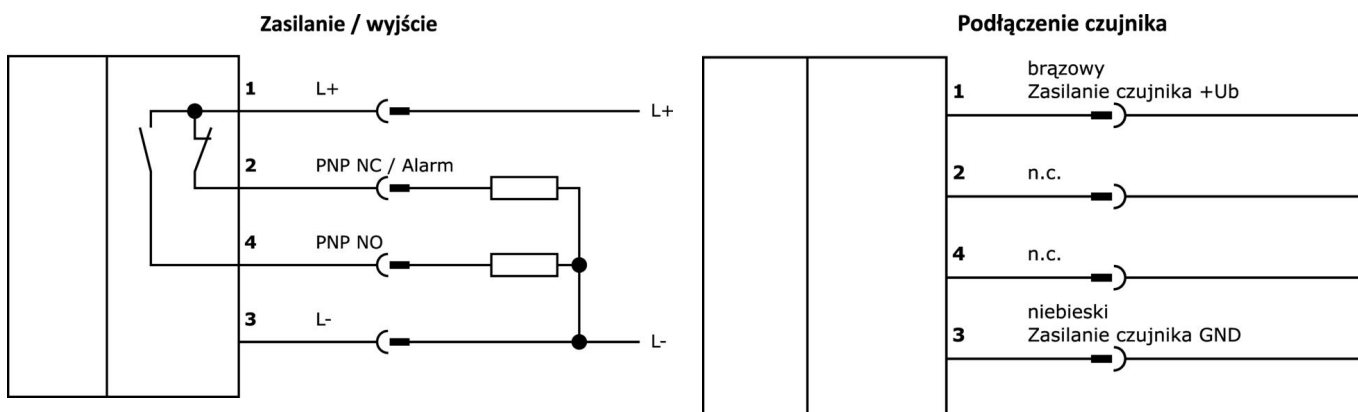 Zasilanie / wyjście
1 L+
L+
2 PNP NC / Alarm
4 PNP NO
3 L-
L-
Podłączenie czujnika
brązowy
1 Zasilanie czujnika +Ub
2 n.c.
4 n.c.
niebieski
3 Zasilanie czujnika GND